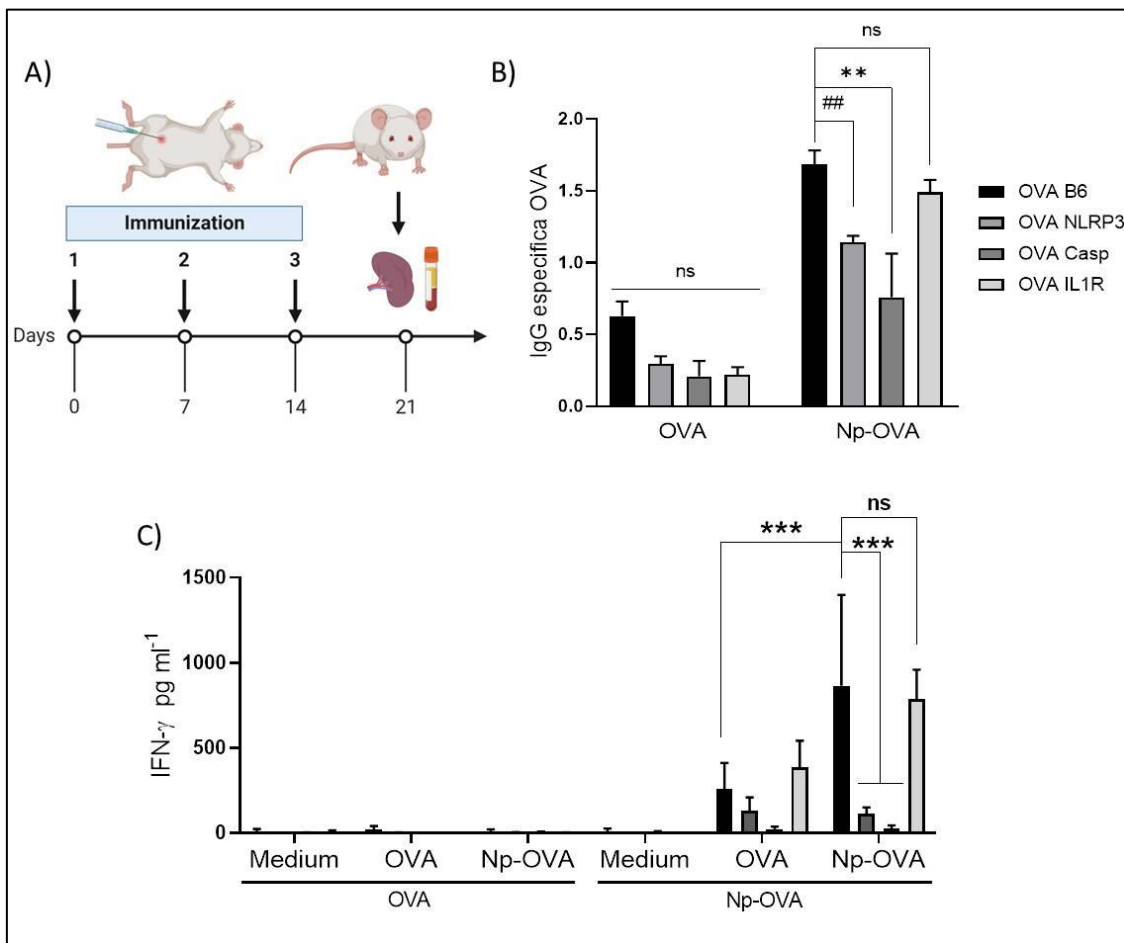 A)
Immunization
1 2 3
Days
0 7 14 21
B)
ns
**
##
ns
IgG especifica OVA
2.0
1.5
1.0
0.5
0.0
OVA Np-OVA
OVA B6
OVA NLRP3
OVA Casp
OVA IL1R
C)
ns
***
***
IFN-γ pg ml⁻¹
1500
1000
500
0
Medium OVA Np-OVA Medium OVA Np-OVA
OVA Np-OVA